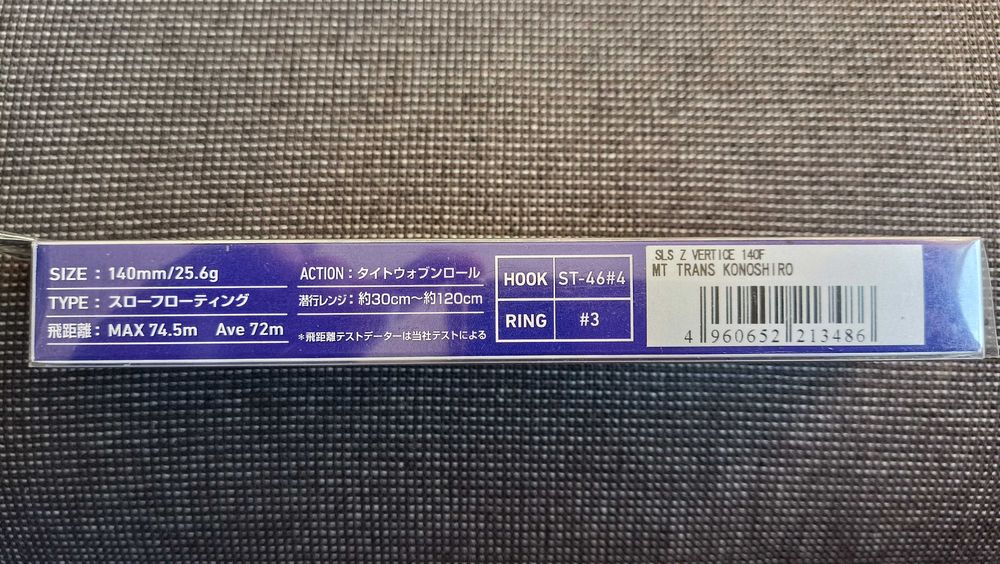 SIZE : 140mm/25.6g
TYPE : スローフローティング
飛距離 : MAX 74.5m Ave 72m
ACTION : タイトウォブンロール
潜行レンジ : 約30cm〜約120cm
*飛距離テストデーターは当社テストによる
HOOK ST-46#4
RING #3
SLS Z VERTICE 140F
MT TRANS KONOSHIRO
4 960652 213486